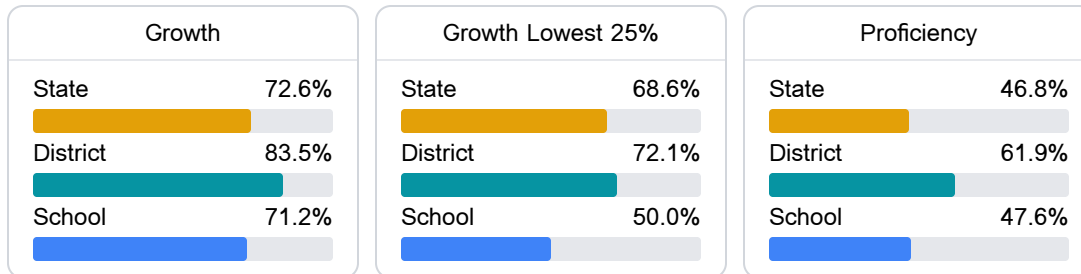 Growth
State 72.6%
District 83.5%
School 71.2%
Growth Lowest 25%
State 68.6%
District 72.1%
School 50.0%
Proficiency
State 46.8%
District 61.9%
School 47.6%